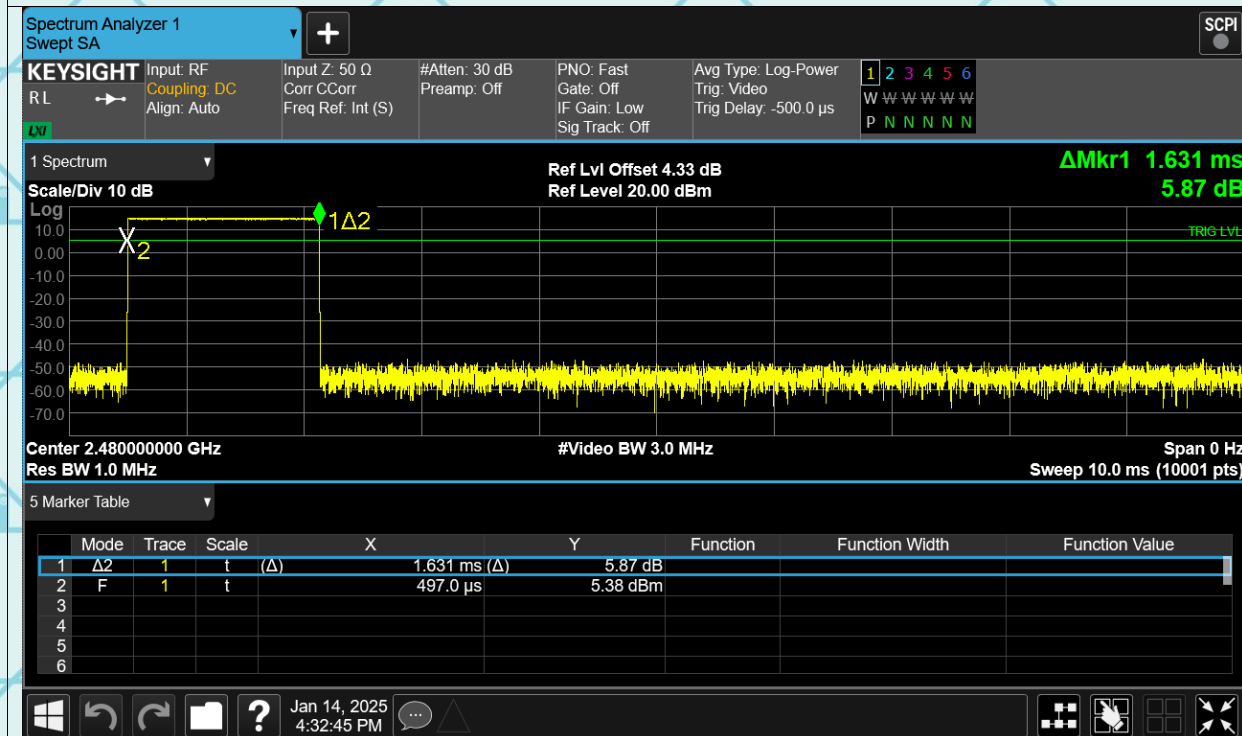 Spectrum Analyzer 1
Swept SA
+
SCPI
KEYSIGHT
RL
LXI
Input: RF
Coupling: DC
Align: Auto
Input Z: 50 Ω
Corr CCorr
Freq Ref: Int (S)
#Atten: 30 dB
Preamp: Off
PNO: Fast
Gate: Off
IF Gain: Low
Sig Track: Off
Avg Type: Log-Power
Trig: Video
Trig Delay: -500.0 µs
1 2 3 4 5 6
W W W W W W
P N N N N N
1 Spectrum
Scale/Div 10 dB
Ref Lvl Offset 4.33 dB
Ref Level 20.00 dBm
ΔMkr1 1.631 ms
5.87 dB
Log
10.0
0.00
-10.0
-20.0
-30.0
-40.0
-50.0
-60.0
-70.0
1Δ2
2
TRIG LVL
Center 2.480000000 GHz
#Video BW 3.0 MHz
Span 0 Hz
Res BW 1.0 MHz
Sweep 10.0 ms (10001 pts)
5 Marker Table
Mode Trace Scale X Y Function Function Width Function Value
1 Δ2 1 t (Δ) 1.631 ms (Δ) 5.87 dB
2 F 1 t 497.0 µs 5.38 dBm
3
4
5
6
?
Jan 14, 2025
4:32:45 PM